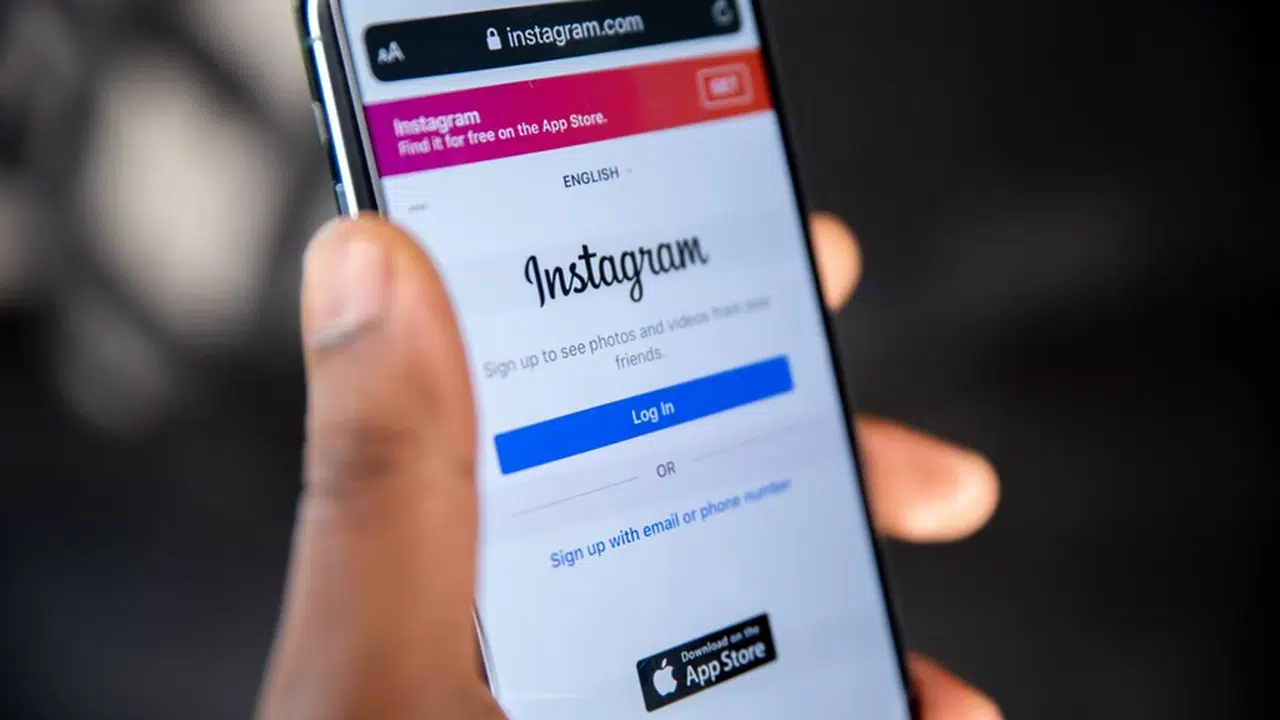 AA instagram.com
Instagram
Find it for free on the App Store.
GET
ENGLISH
Instagram
Sign up to see photos and videos from your
friends.
Log In
OR
Sign up with email or phone number
Download on the
App Store